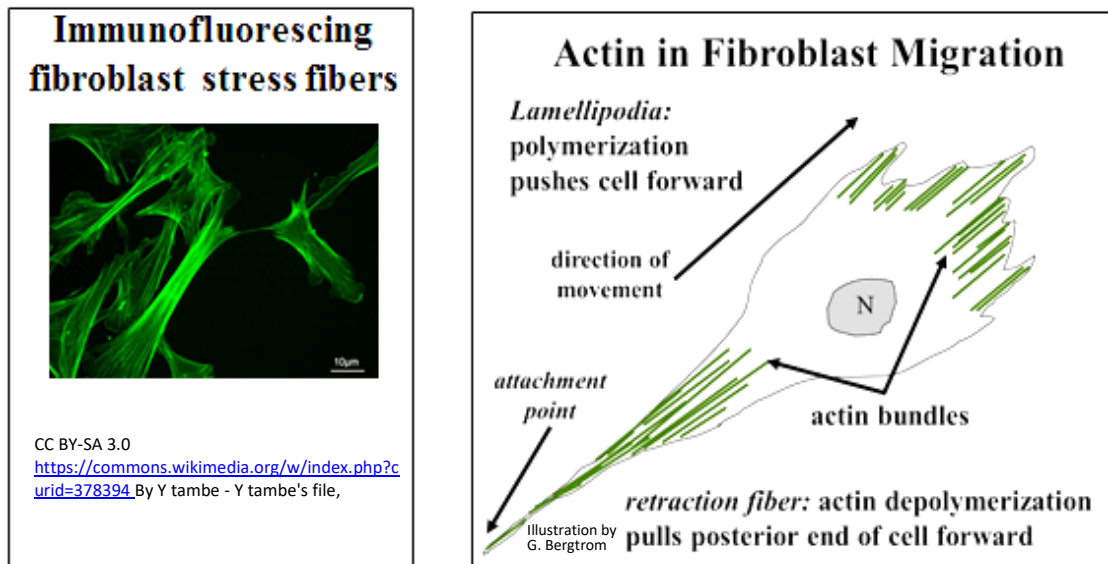 Immunofluorescing
fibroblast stress fibers
10µm
CC BY-SA 3.0
https://commons.wikimedia.org/w/index.php?c
urid=378394 By Y tambe - Y tambe's file,
Actin in Fibroblast Migration
Lamellipodia:
polymerization
pushes cell forward
direction of
movement
N
attachment
point
actin bundles
Illustration by
G. Bergtrom
retraction fiber: actin depolymerization
pulls posterior end of cell forward